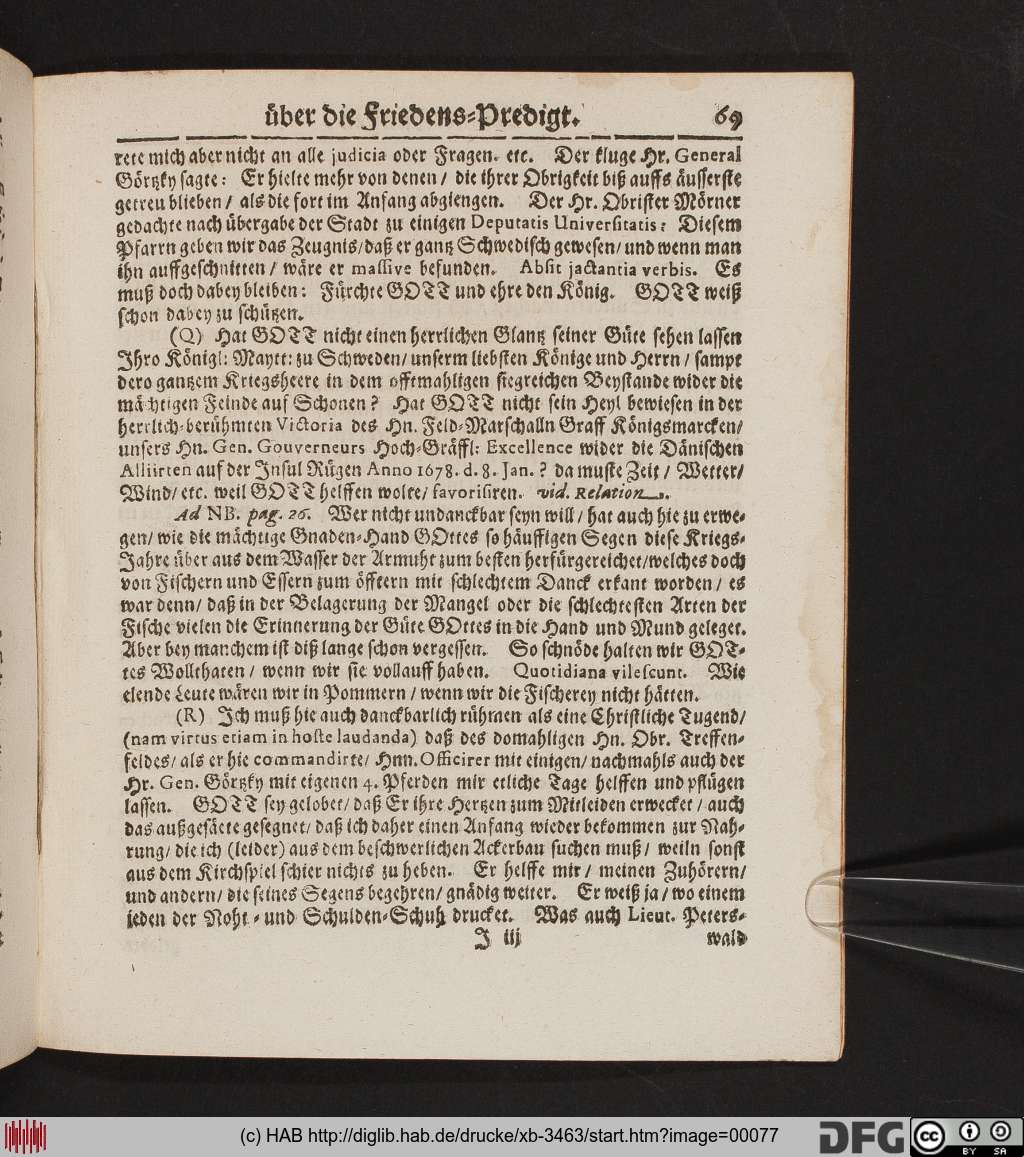 über die Friedens-Predigt. 69
rete mich aber nicht an alle judicia oder Fragen. etc. Der kluge Hr. General
Görtzky sagte: Er hielte mehr von denen / die ihrer Obrigkeit biß auffs äusserste
getreu blieben / als die fort im Anfang abgiengen. Der Hr. Obrister Mörner
gedachte nach übergabe der Stadt zu einigen Deputatis Universitatis: Diesem
Pfarrn geben wir das Zeugnis/daß er gantz Schwedisch gewesen/ und wenn man
ihn auffgeschnitten / wäre er massive befunden. Absit jactantia verbis. Es
muß doch dabey bleiben: Fürchte GOTT und ehre den König. GOTT weiß
schon dabey zu schützen.
(Q) Hat GOTT nicht einen herrlichen Glantz seiner Güte sehen lassen
Ihro Königl: Maytt: zu Schweden/ unserm liebsten Könige und Herrn / sampt
dero gantzem Kriegsheere in dem offtmahligen siegreichen Beystande wider die
mächtigen Feinde auf Schonen? Hat GOTT nicht sein Heyl bewiesen in der
herrlich-berühmten Victoria des Hn. Feld-Marschalln Graff Königsmarcken/
unsers Hn. Gen. Gouverneurs Hoch-Gräffl: Excellence wider die Dänischen
Alliirten auf der Insul Rügen Anno 1678. d. 8. Jan. ? da muste Zeit / Wetter/
Wind/ etc. weil GOTT helffen wolte/ favorisiren. vid. Relation.
Ad NB. pag. 26. Wer nicht undanckbar seyn will / hat auch hie zu erwe-
gen/ wie die mächtige Gnaden-Hand GOttes so häuffigen Segen diese Kriegs-
Jahre über aus dem Wasser der Armuht zum besten herfürgereichet/welches doch
von Fischern und Essern zum öfftern mit schlechtem Danck erkant worden / es
war denn/ daß in der Belagerung der Mangel oder die schlechtesten Arten der
Fische vielen die Erinnerung der Güte GOttes in die Hand und Mund geleget.
Aber bey manchem ist diß lange schon vergessen. So schnöde halten wir GOT-
tes Wollthaten / wenn wir sie vollauff haben. Quotidiana vilescunt. Wie
elende Leute wären wir in Pommern / wenn wir die Fischerey nicht hätten.
(R) Ich muß hie auch danckbarlich rühmen als eine Christliche Tugend/
(nam virtus etiam in hoste laudanda) daß des domahligen Hn. Obr. Treffen-
feldes/ als er hie commandirte/ Hnn. Officirer mit einigen/ nachmahls auch der
Hr. Gen. Görtzky mit eigenen 4. Pferden mir etliche Tage helffen und pflügen
lassen. GOTT sey gelobet/ daß Er ihre Hertzen zum Mitleiden erwecket / auch
das außgesäete gesegnet/ daß ich daher einen Anfang wieder bekommen zur Nah-
rung/ die ich (leider) aus dem beschwerlichen Ackerbau suchen muß / weiln sonst
aus dem Kirchspiel schier nichts zu heben. Er helffe mir / meinen Zuhörern/
und andern/ die seines Segens begehren/ gnädig weiter. Er weiß ja / wo einem
jeden der Noht - und Schulden-Schuh drucket. Was auch Lieut. Peters-
J iij wald
(c) HAB http://diglib.hab.de/drucke/xb-3463/start.htm?image=00077
DFG cc BY SA